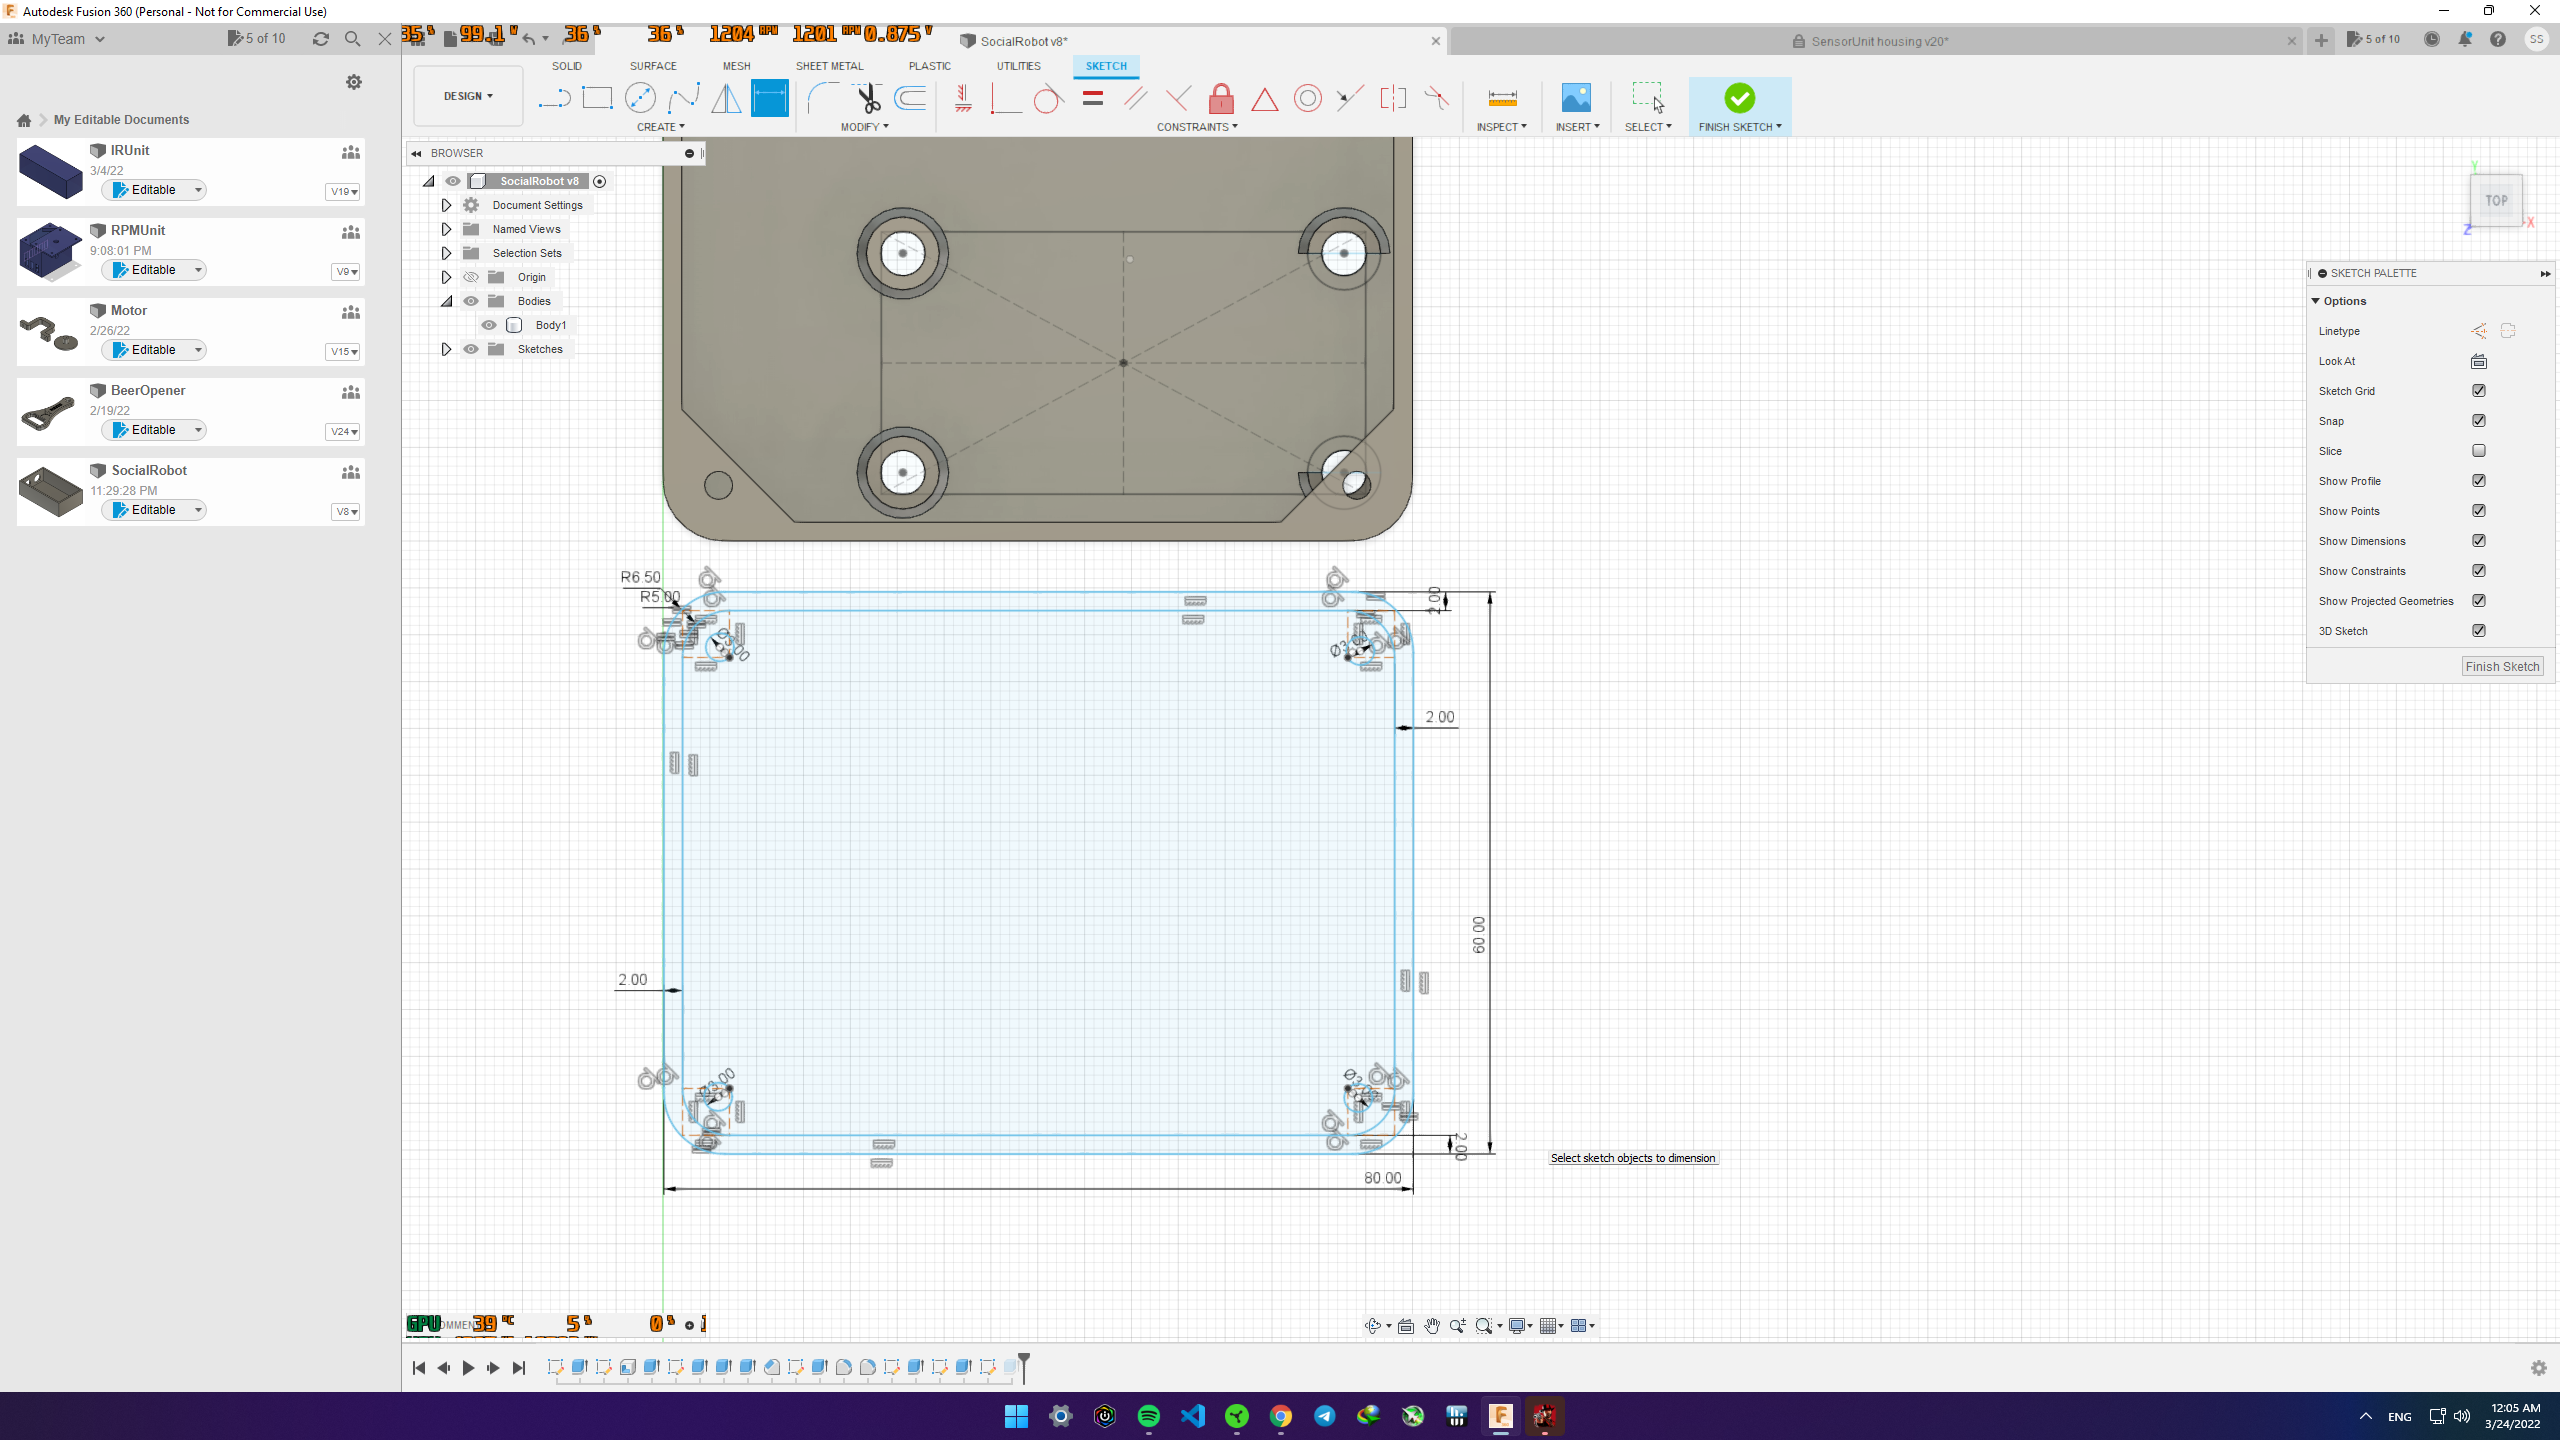 Autodesk Fusion 360 (Personal - Not for Commercial Use)
MyTeam
5 of 10
35 % 99.1 W 36 % 36 % 1204 RPM 1201 RPM 0.875 V
SocialRobot v8*
SensorUnit housing v20*
5 of 10
SS
DESIGN
SOLID
SURFACE
MESH
SHEET METAL
PLASTIC
UTILITIES
SKETCH
CREATE
MODIFY
CONSTRAINTS
INSPECT
INSERT
SELECT
FINISH SKETCH
My Editable Documents
IRUnit
3/4/22
Editable
V19
RPMUnit
9:08:01 PM
Editable
V9
Motor
2/26/22
Editable
V15
BeerOpener
2/19/22
Editable
V24
SocialRobot
11:29:28 PM
Editable
V8
BROWSER
SocialRobot v8
Document Settings
Named Views
Selection Sets
Origin
Bodies
Body1
Sketches
Y
TOP
X
Z
SKETCH PALETTE
Options
Linetype
Look At
Sketch Grid
Snap
Slice
Show Profile
Show Points
Show Dimensions
Show Constraints
Show Projected Geometries
3D Sketch
Finish Sketch
R6.50
R5.00
2.00
Ø3.00
2.00
60.00
2.00
Ø3.00
2.00
80.00
Select sketch objects to dimension
GPU 39 °C 5 % 0 %
ENG
12:05 AM
3/24/2022